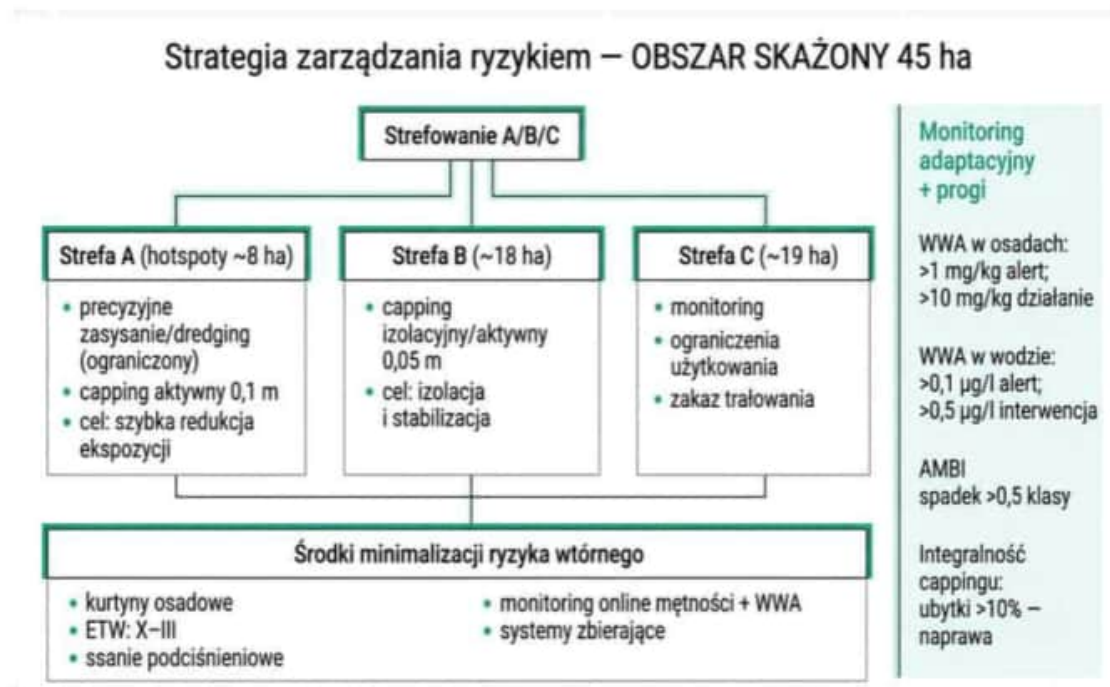 Strategia zarządzania ryzykiem — OBSZAR SKAŻONY 45 ha
Strefowanie A/B/C
Strefa A (hotspoty ~8 ha)
• precyzyjne
zasysanie/dredging
(ograniczony)
• capping aktywny 0,1 m
• cel: szybka redukcja
ekspozycji
Strefa B (~18 ha)
• capping
izolacyjny/aktywny
0,05 m
• cel: izolacja
i stabilizacja
Strefa C (~19 ha)
• monitoring
• ograniczenia
użytkowania
• zakaz trałowania
Środki minimalizacji ryzyka wtórnego
• kurtyny osadowe
• ETW: X–III
• ssanie podciśnieniowe
• monitoring online mętności + WWA
• systemy zbierające
Monitoring
adaptacyjny
+ progi
WWA w osadach:
>1 mg/kg alert;
>10 mg/kg działanie
WWA w wodzie:
>0,1 µg/l alert;
>0,5 µg/l interwencja
AMBI
spadek >0,5 klasy
Integralność
cappingu:
ubytki >10% –
naprawa